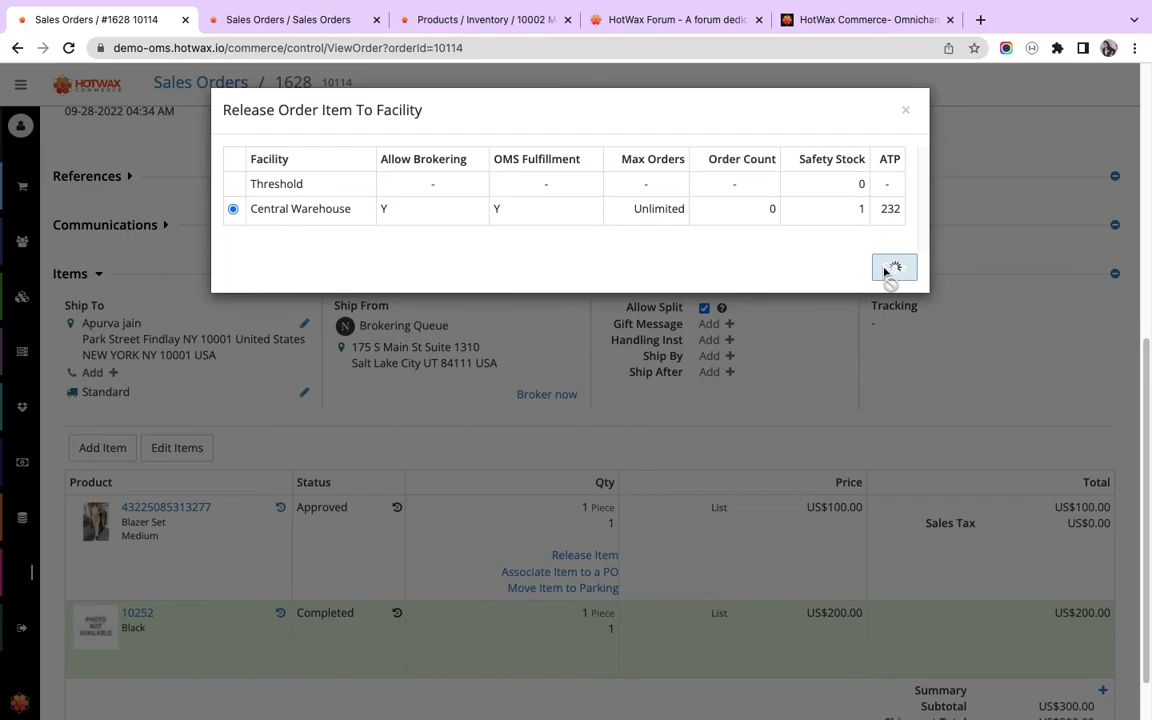 Sales Orders / #1628 10114
Sales Orders / Sales Orders
Products / Inventory / 10002 M
HotWax Forum - A forum dedic
HotWax Commerce- Omnichan
demo-oms.hotwax.io/commerce/control/ViewOrder?orderId=10114
HOTWAX
COMMERCE
Sales Orders / 1628 10114
09-28-2022 04:34 AM
Release Order Item To Facility
×
Facility Allow Brokering OMS Fulfillment Max Orders Order Count Safety Stock ATP
Threshold - - - - 0 -
Central Warehouse Y Y Unlimited 0 1 232
References
Communications
Items
Ship To
Apurva jain
Park Street Findlay NY 10001 United States
NEW YORK NY 10001 USA
Add +
Standard
Ship From
N Brokering Queue
175 S Main St Suite 1310
Salt Lake City UT 84111 USA
Broker now
Allow Split
Gift Message Add +
Handling Inst Add +
Ship By Add +
Ship After Add +
Tracking
-
Add Item Edit Items
Product Status Qty Price Total
43225085313277 Approved 1 Piece List US$100.00 US$100.00
Blazer Set 1 Sales Tax US$0.00
Medium
Release Item
Associate Item to a PO
Move Item to Parking
PHOTO NOT AVAILABLE
10252 Completed 1 Piece List US$200.00 US$200.00
Black 1
Summary +
Subtotal US$300.00